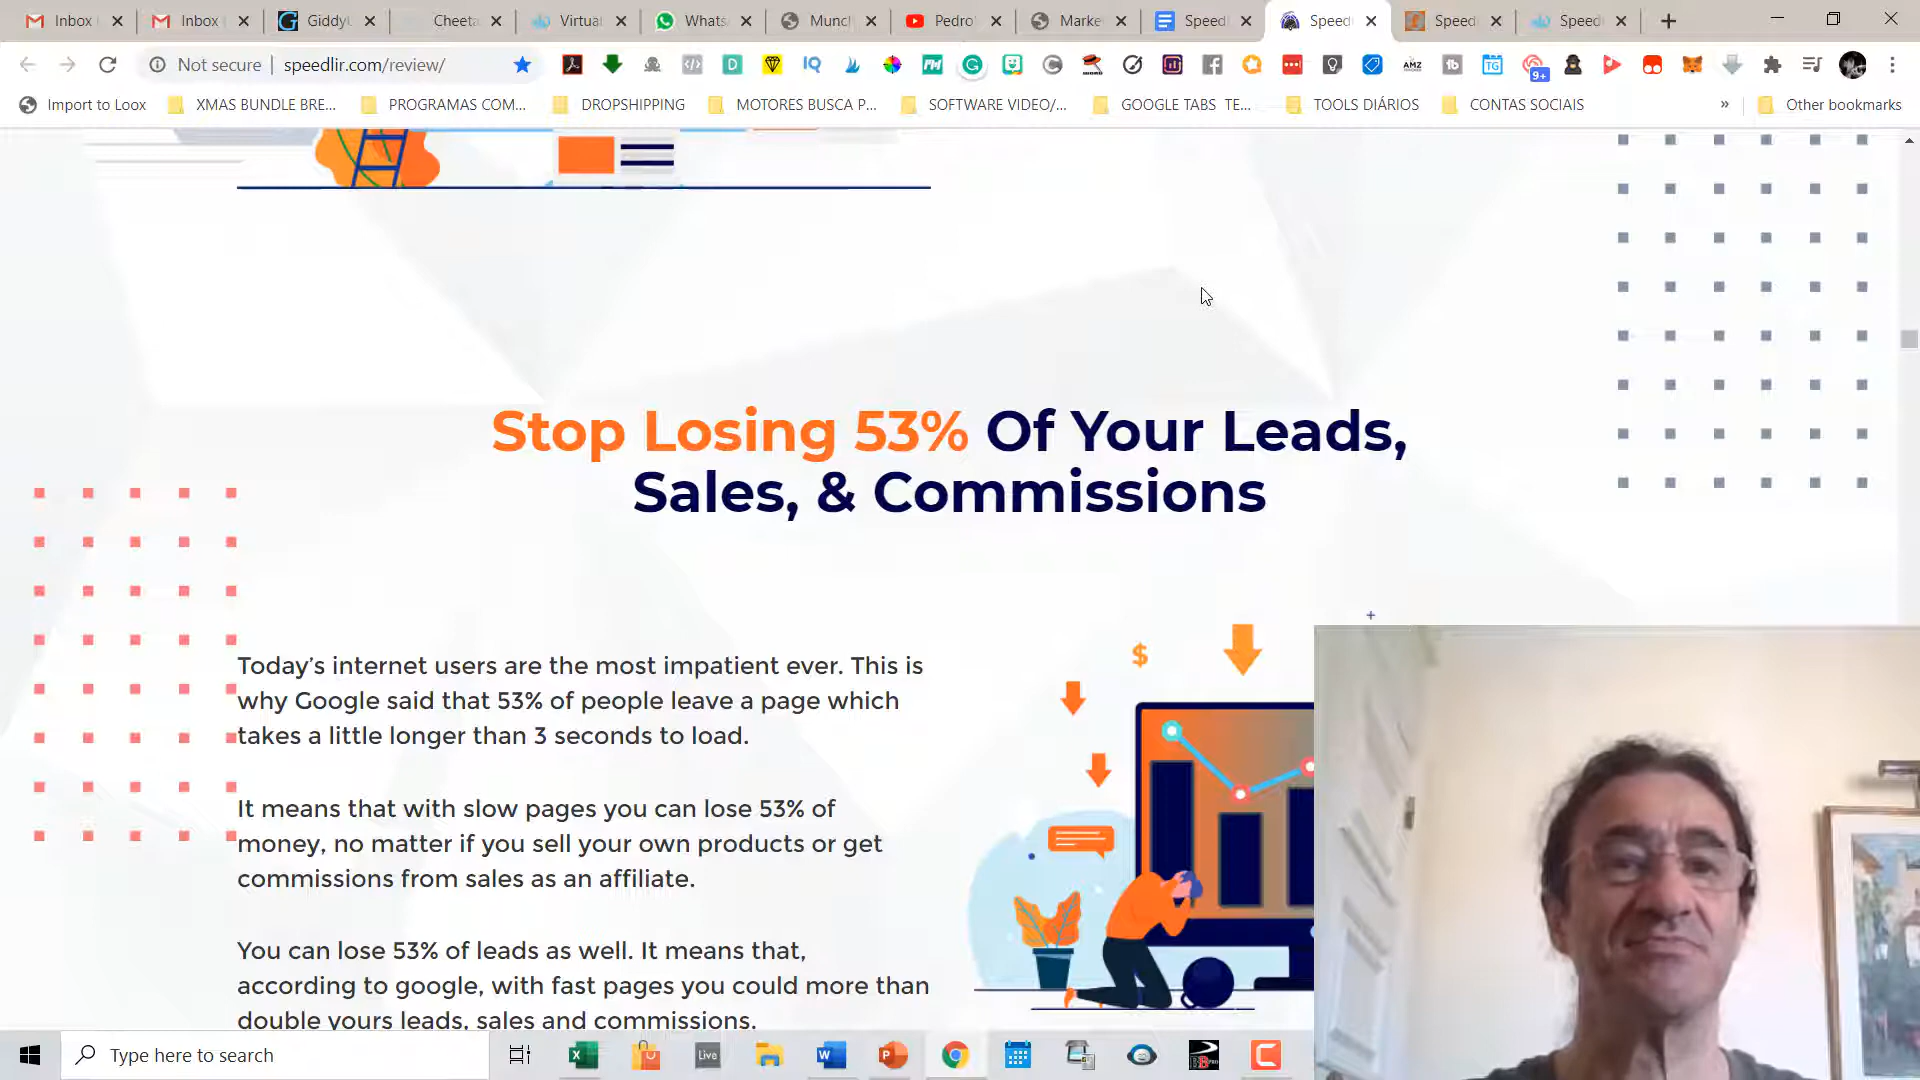 Inbox
Inbox
Giddy
Cheeta
Virtua
Whats
Munc
Pedro
Marke
Speed
Speed
Speed
Speed
Not secure
speedlir.com/review/
Import to Loox
XMAS BUNDLE BRE...
PROGRAMAS COM...
DROPSHIPPING
MOTORES BUSCA P...
SOFTWARE VIDEO/...
GOOGLE TABS TE...
TOOLS DIÁRIOS
CONTAS SOCIAIS
»
Other bookmarks
Stop Losing 53% Of Your Leads,
Sales, & Commissions
Today's internet users are the most impatient ever. This is
why Google said that 53% of people leave a page which
takes a little longer than 3 seconds to load.
It means that with slow pages you can lose 53% of
money, no matter if you sell your own products or get
commissions from sales as an affiliate.
You can lose 53% of leads as well. It means that,
according to google, with fast pages you could more than
double yours leads, sales and commissions.
$
Type here to search
Live